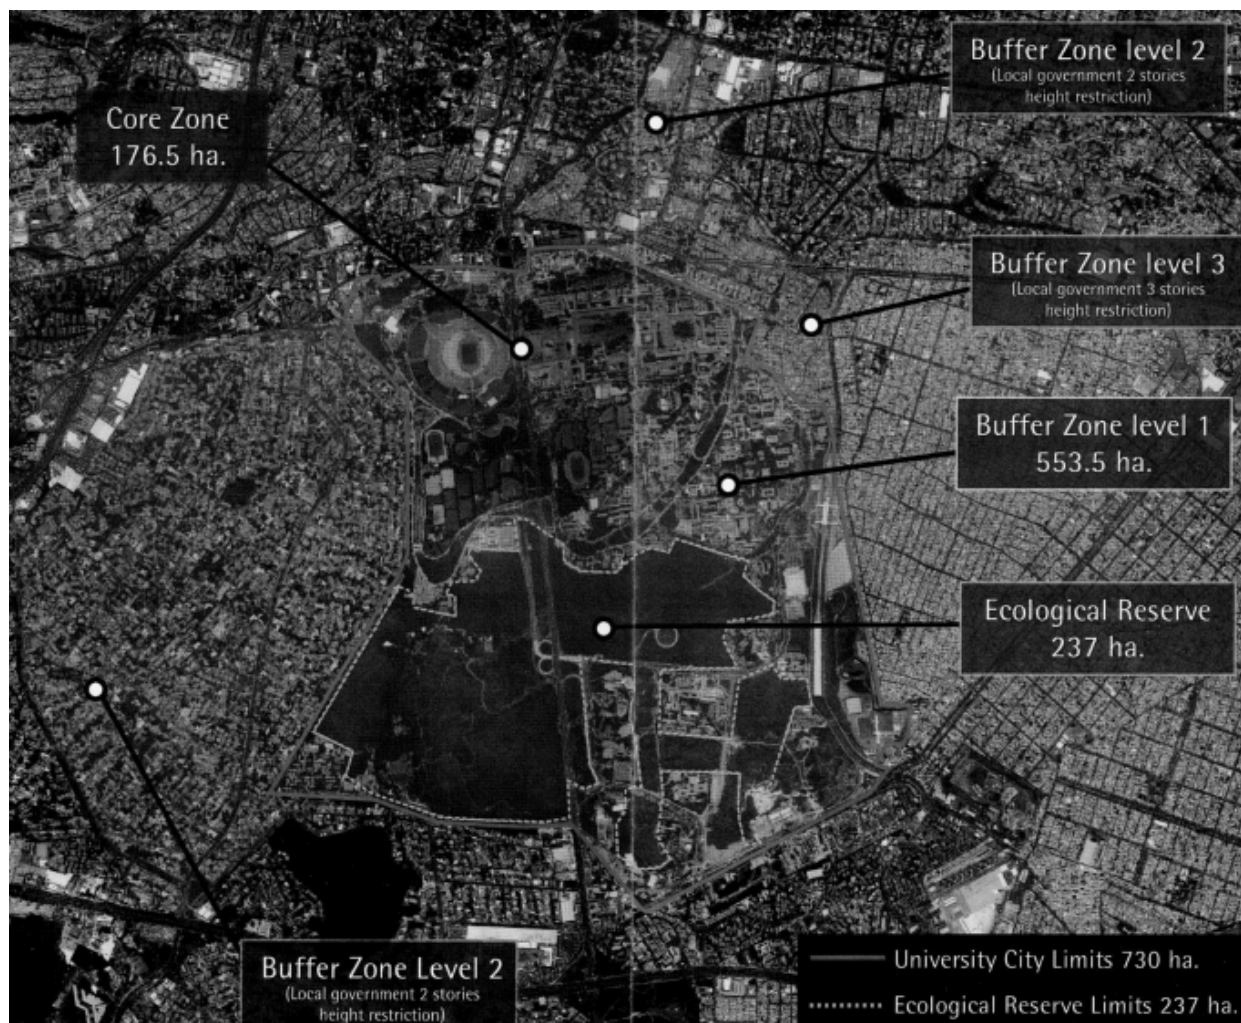 Buffer Zone level 2
(Local government 2 stories
height restriction)
Core Zone
176.5 ha.
Buffer Zone level 3
(Local government 3 stories
height restriction)
Buffer Zone level 1
553.5 ha.
Ecological Reserve
237 ha.
Buffer Zone Level 2
(Local government 2 stories
height restriction)
University City Limits 730 ha.
Ecological Reserve Limits 237 ha.